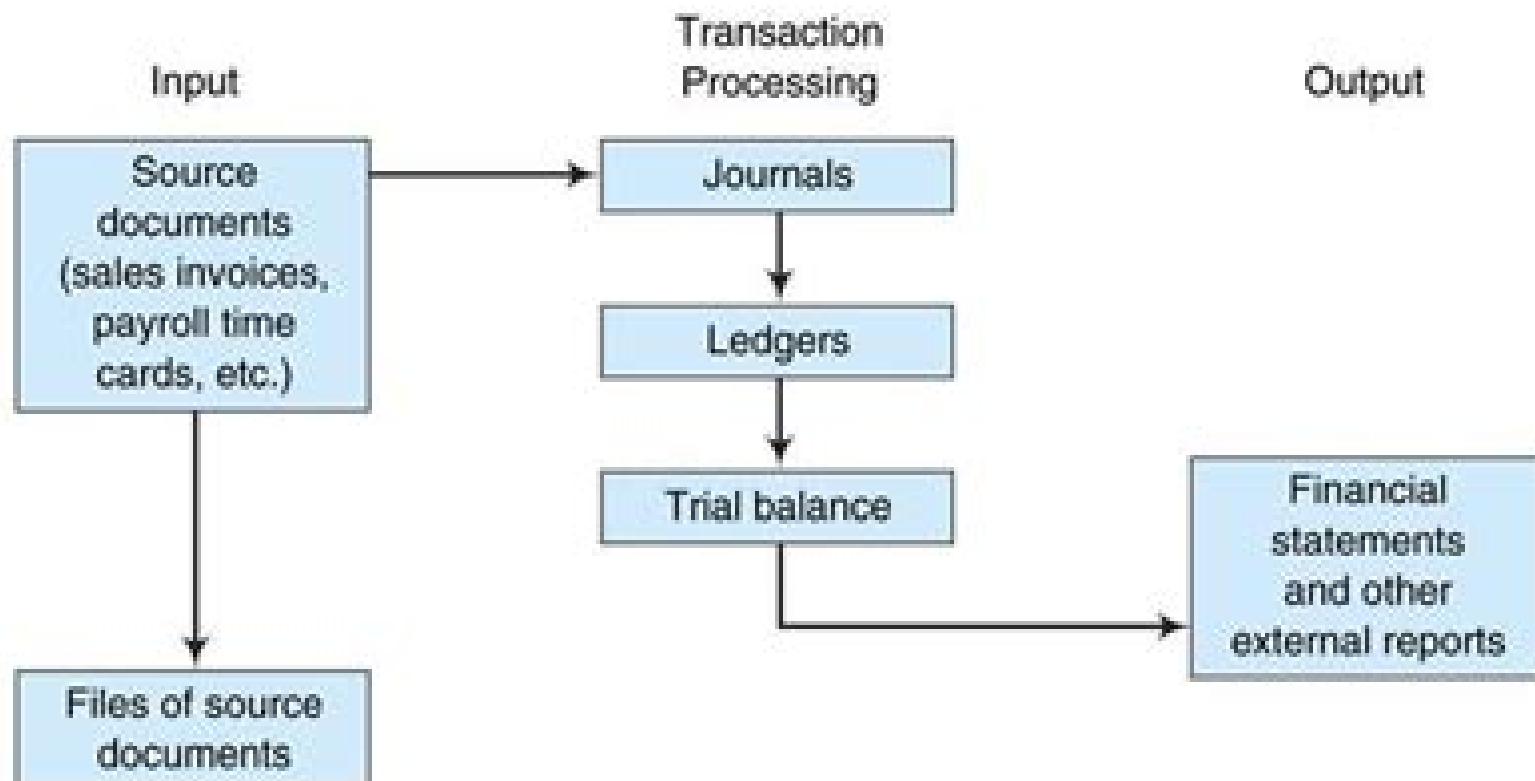 Input
Transaction
Processing
Output
Source
documents
(sales invoices,
payroll time
cards, etc.)
Journals
Ledgers
Trial balance
Financial
statements
and other
external reports
Files of source
documents